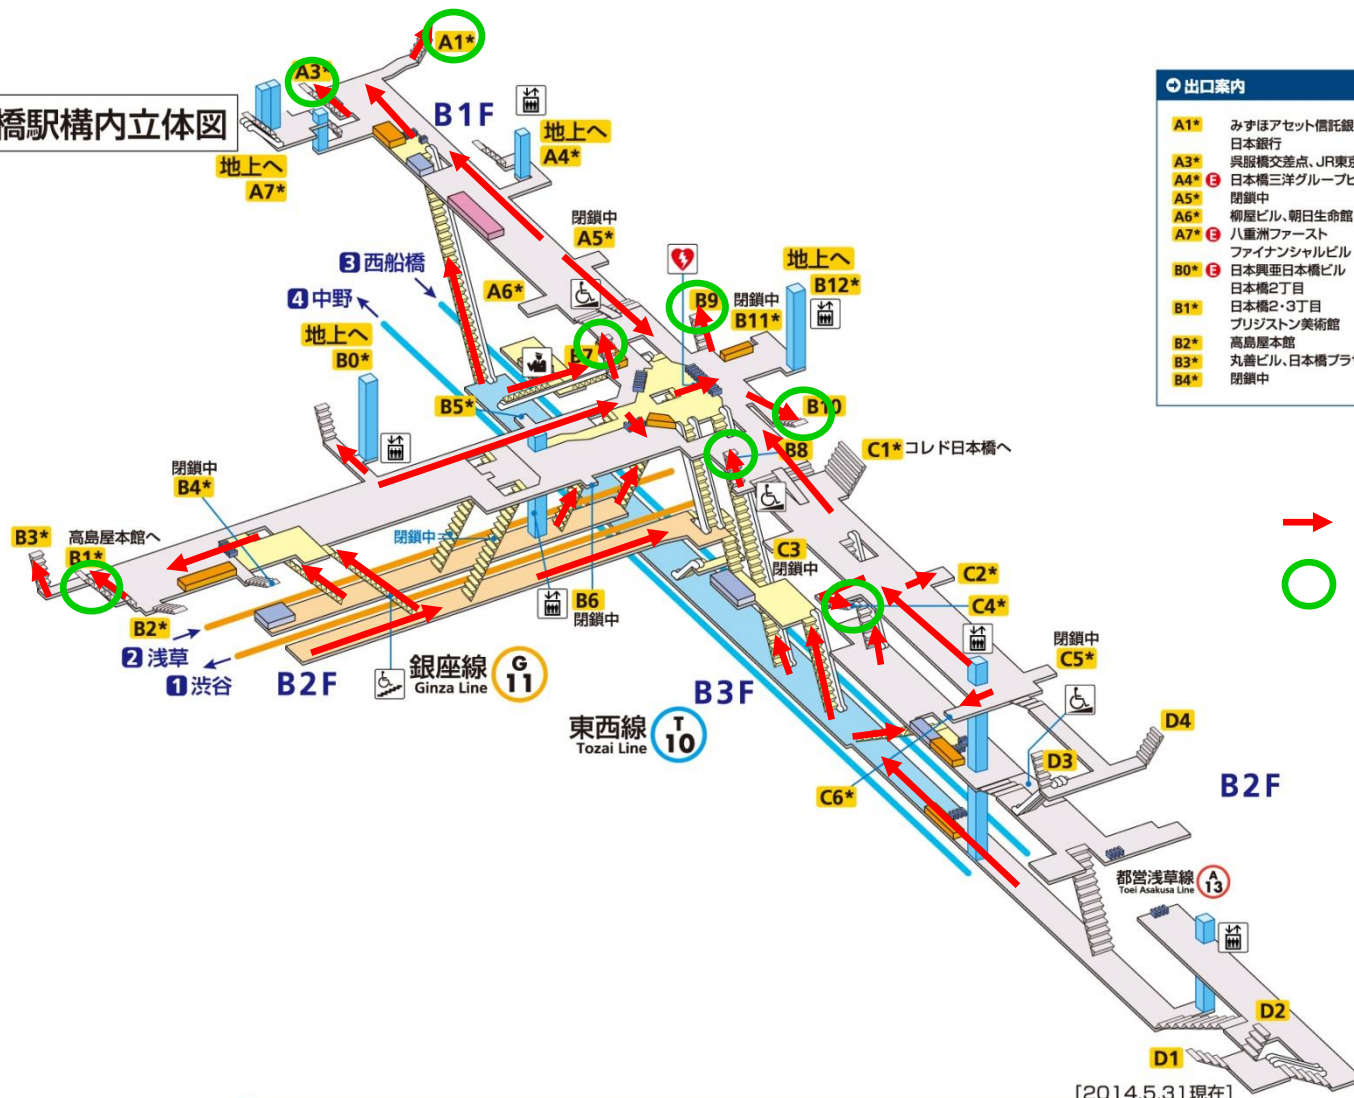 橋駅構内立体図
A1*
A3*
B1F
地上へ
A4*
地上へ
A7*
閉鎖中
A5*
3 西船橋
4 中野
A6*
地上へ
B0*
B7
B9
閉鎖中
B11*
地上へ
B12*
B5*
B10
B8
C1* コレド日本橋へ
閉鎖中
B4*
B3*
高島屋本館へ
B1*
閉鎖中
B2*
2 浅草
1 渋谷
B2F
銀座線
Ginza Line
G
11
B6
閉鎖中
C3
閉鎖中
C2*
C4*
閉鎖中
C5*
B3F
東西線
Tozai Line
T
10
C6*
D3
D4
B2F
都営浅草線
Toei Asakusa Line
A
13
D2
D1
[2014.5.31現在]
出口案内
A1* みずほアセット信託銀
日本銀行
A3* 呉服橋交差点、JR東京
A4* E 日本橋三洋グループビ
A5* 閉鎖中
A6* 柳屋ビル、朝日生命館
A7* E 八重洲ファースト
ファイナンシャルビル
B0* E 日本興亜日本橋ビル
日本橋2丁目
B1* 日本橋2・3丁目
ブリジストン美術館
B2* 高島屋本館
B3* 丸善ビル、日本橋プラザ
B4* 閉鎖中